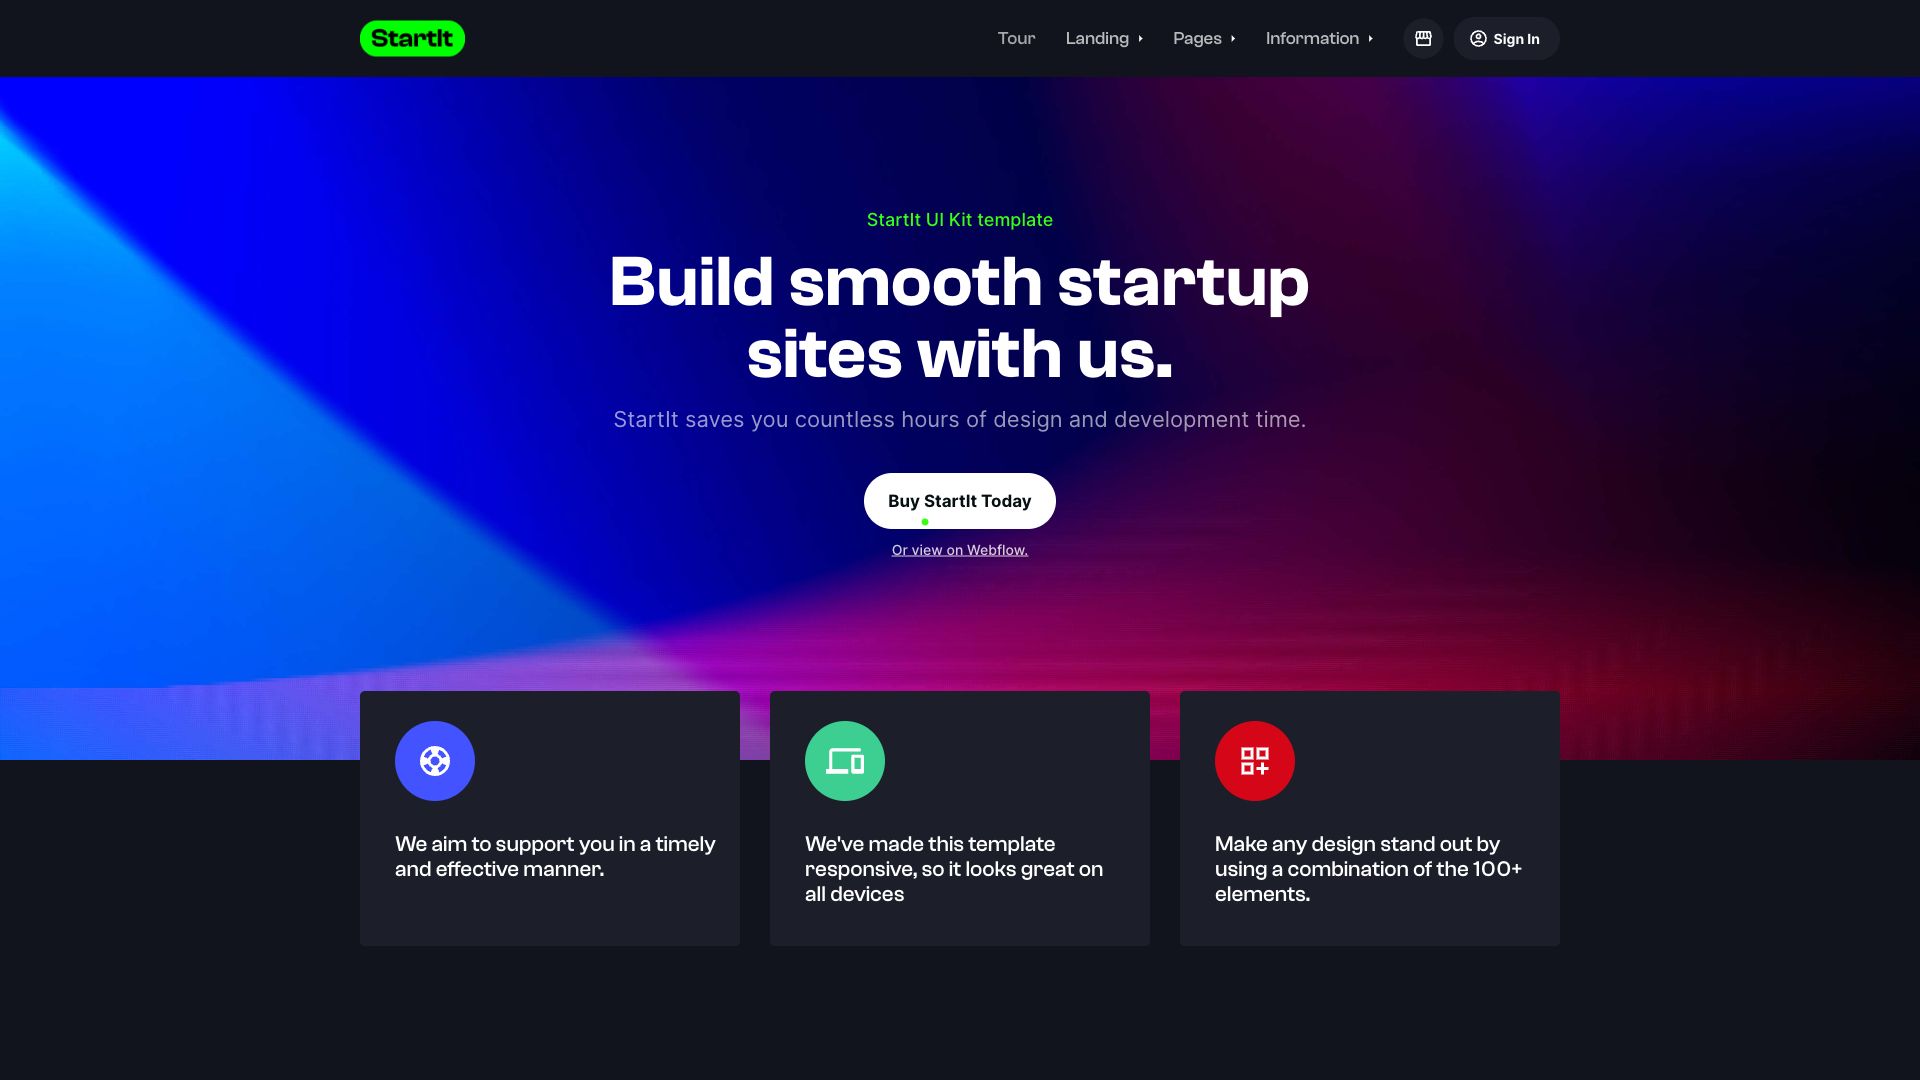 StartIt
Tour
Landing
Pages
Information
Sign In
StartIt UI Kit template
Build smooth startup
sites with us.
StartIt saves you countless hours of design and development time.
Buy StartIt Today
Or view on Webflow.
We aim to support you in a timely
and effective manner.
We've made this template
responsive, so it looks great on
all devices
Make any design stand out by
using a combination of the 100+
elements.